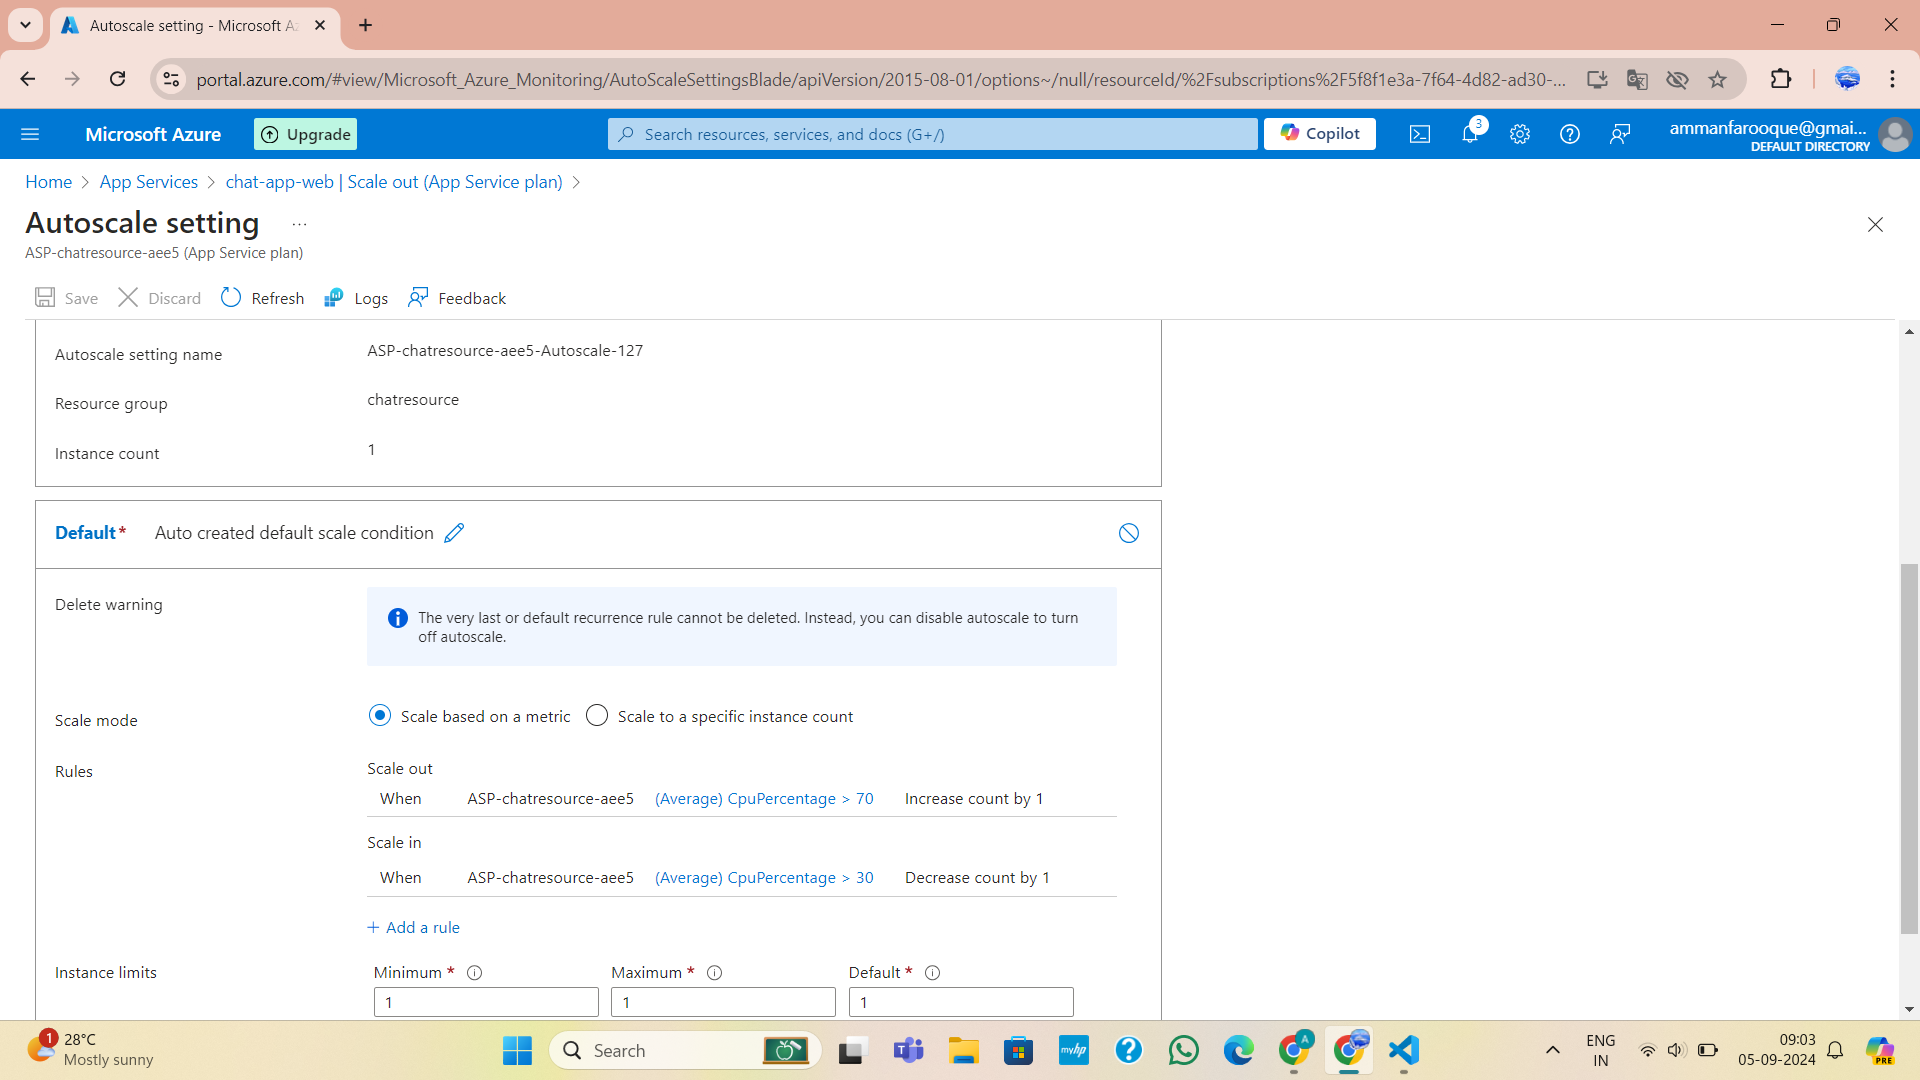 Autoscale setting - Microsoft Az
portal.azure.com/#view/Microsoft_Azure_Monitoring/AutoScaleSettingsBlade/apiVersion/2015-08-01/options~/null/resourceId/%2Fsubscriptions%2F5f8f1e3a-7f64-4d82-ad30-...
Microsoft Azure
Upgrade
Search resources, services, and docs (G+/)
Copilot
3
ammanfarooque@gmai...
DEFAULT DIRECTORY
Home > App Services > chat-app-web | Scale out (App Service plan) >
Autoscale setting ...
ASP-chatresource-aee5 (App Service plan)
Save Discard Refresh Logs Feedback
Autoscale setting name ASP-chatresource-aee5-Autoscale-127
Resource group chatresource
Instance count 1
Default* Auto created default scale condition
Delete warning
The very last or default recurrence rule cannot be deleted. Instead, you can disable autoscale to turn
off autoscale.
Scale mode Scale based on a metric Scale to a specific instance count
Rules
Scale out
When ASP-chatresource-aee5 (Average) CpuPercentage > 70 Increase count by 1
Scale in
When ASP-chatresource-aee5 (Average) CpuPercentage > 30 Decrease count by 1
+ Add a rule
Instance limits Minimum * Maximum * Default *
1 1 1
1
28°C
Mostly sunny
Search
myhp
A
ENG
IN
09:03
05-09-2024
PRE